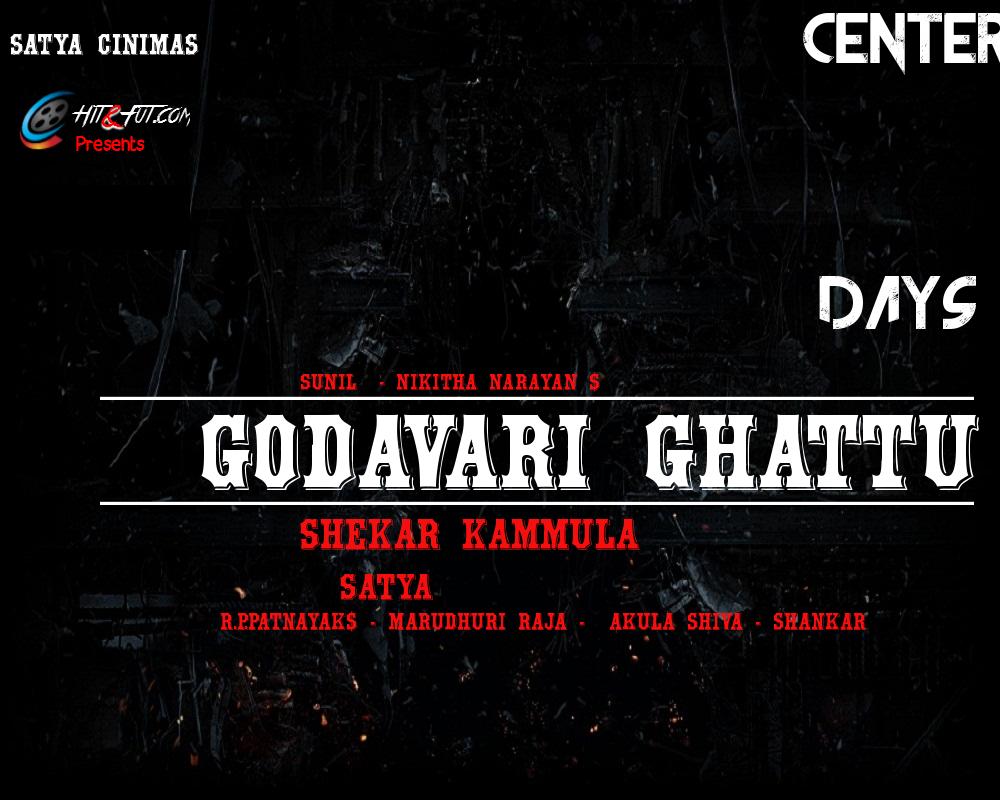 SATYA CINIMAS
CENTER
HIT&FUT.COM
Presents
DAYS
SUNIL - NIKITHA NARAYAN $
GODAVARI GHATTU
SHEKAR KAMMULA
SATYA
R.P.PATNAYAK$ - MARUDHURI RAJA - AKULA SHIVA - SHANKAR